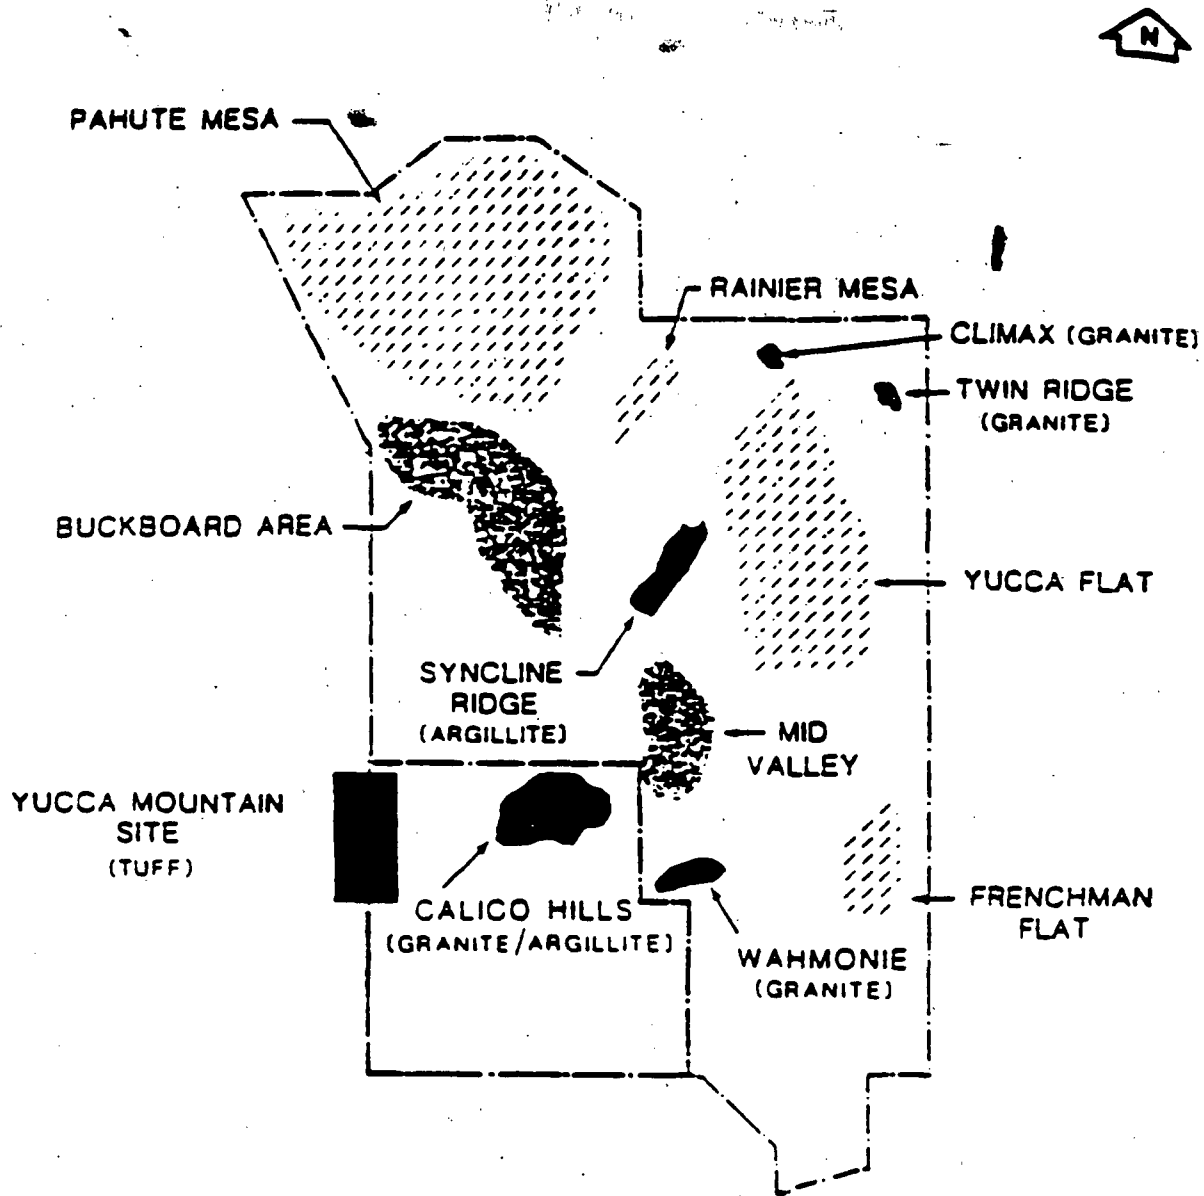 N
PAHUTE MESA
RAINIER MESA
CLIMAX (GRANITE)
TWIN RIDGE
(GRANITE)
BUCKBOARD AREA
YUCCA FLAT
SYNCLINE
RIDGE
(ARGILLITE)
MID
VALLEY
YUCCA MOUNTAIN
SITE
(TUFF)
CALICO HILLS
(GRANITE/ARGILLITE)
FRENCHMAN
FLAT
WAHMONIE
(GRANITE)